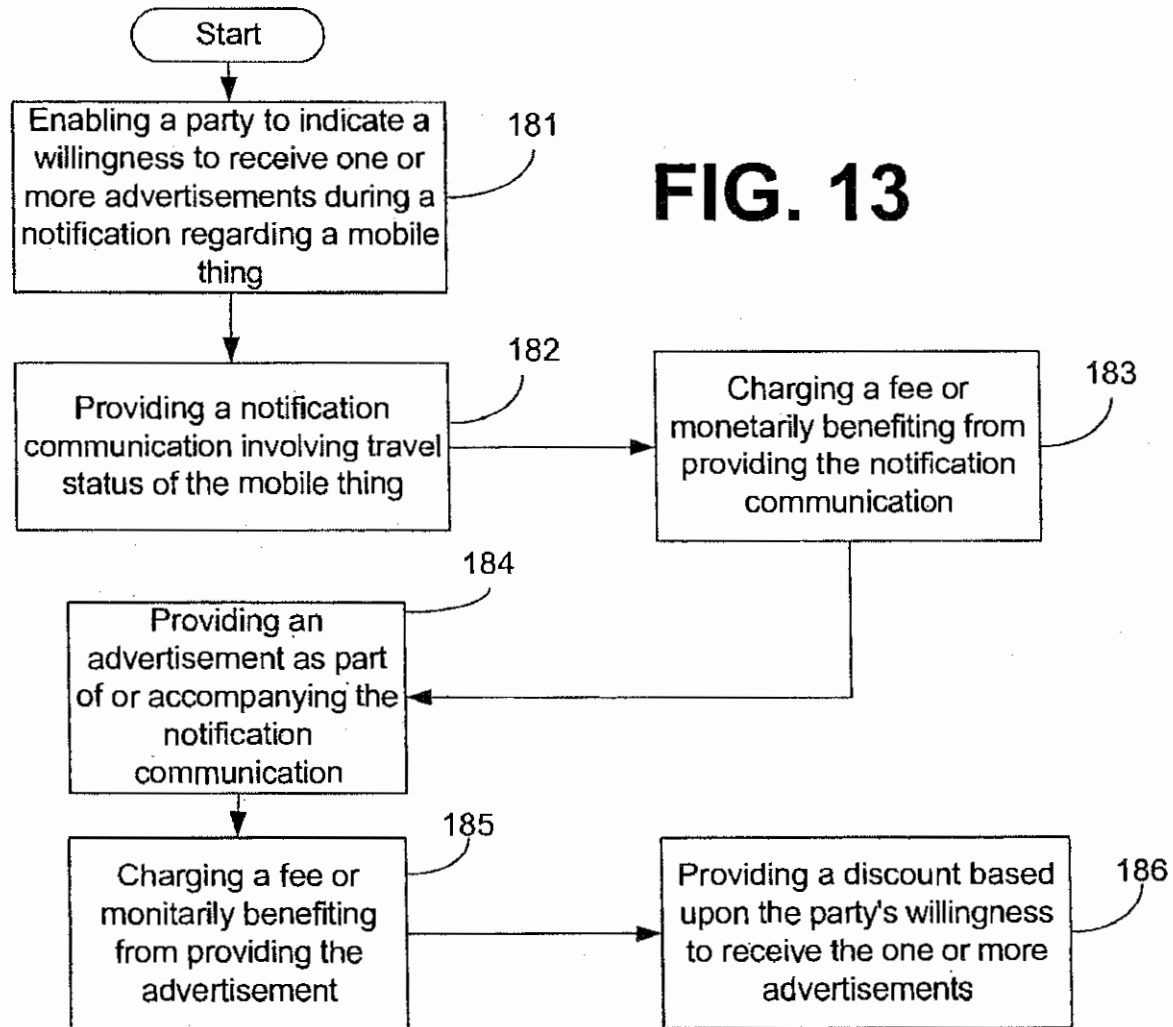 Start
Enabling a party to indicate a
willingness to receive one or
more advertisements during a
notification regarding a mobile
thing
181
FIG. 13
Providing a notification
communication involving travel
status of the mobile thing
182
Charging a fee or
monetarily benefiting from
providing the notification
communication
183
184
Providing an
advertisement as part
of or accompanying the
notification
communication
185
Charging a fee or
monitarily benefiting
from providing the
advertisement
Providing a discount based
upon the party's willingness
to receive the one or more
advertisements
186